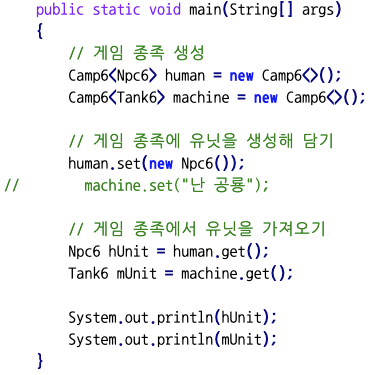 public static void main(String[] args)
{
// 게임 종족 생성
Camp6<Npc6> human = new Camp6<>();
Camp6<Tank6> machine = new Camp6<>();
// 게임 종족에 유닛을 생성해 담기
human.set(new Npc6());
//      machine.set("난 공룡");
// 게임 종족에서 유닛을 가져오기
Npc6 hUnit = human.get();
Tank6 mUnit = machine.get();
System.out.println(hUnit);
System.out.println(mUnit);
}